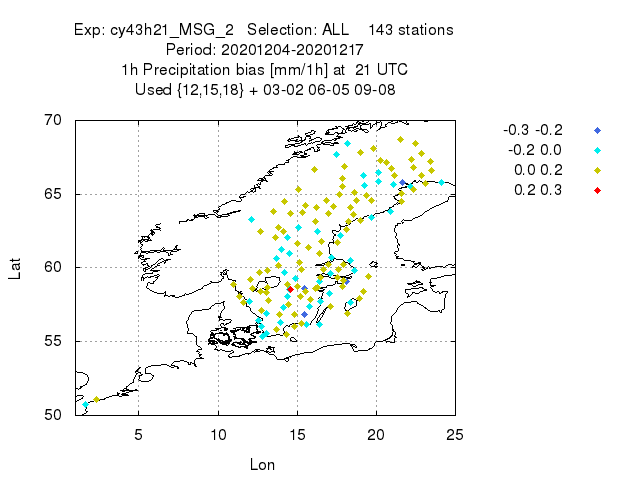 Exp: cy43h21_MSG_2 Selection: ALL 143 stations
Period: 20201204-20201217
1h Precipitation bias [mm/1h] at 21 UTC
Used {12,15,18} + 03-02 06-05 09-08
70
65
60
55
50
Lat
5
10
15
20
25
Lon
-0.3 -0.2
-0.2 0.0
0.0 0.2
0.2 0.3